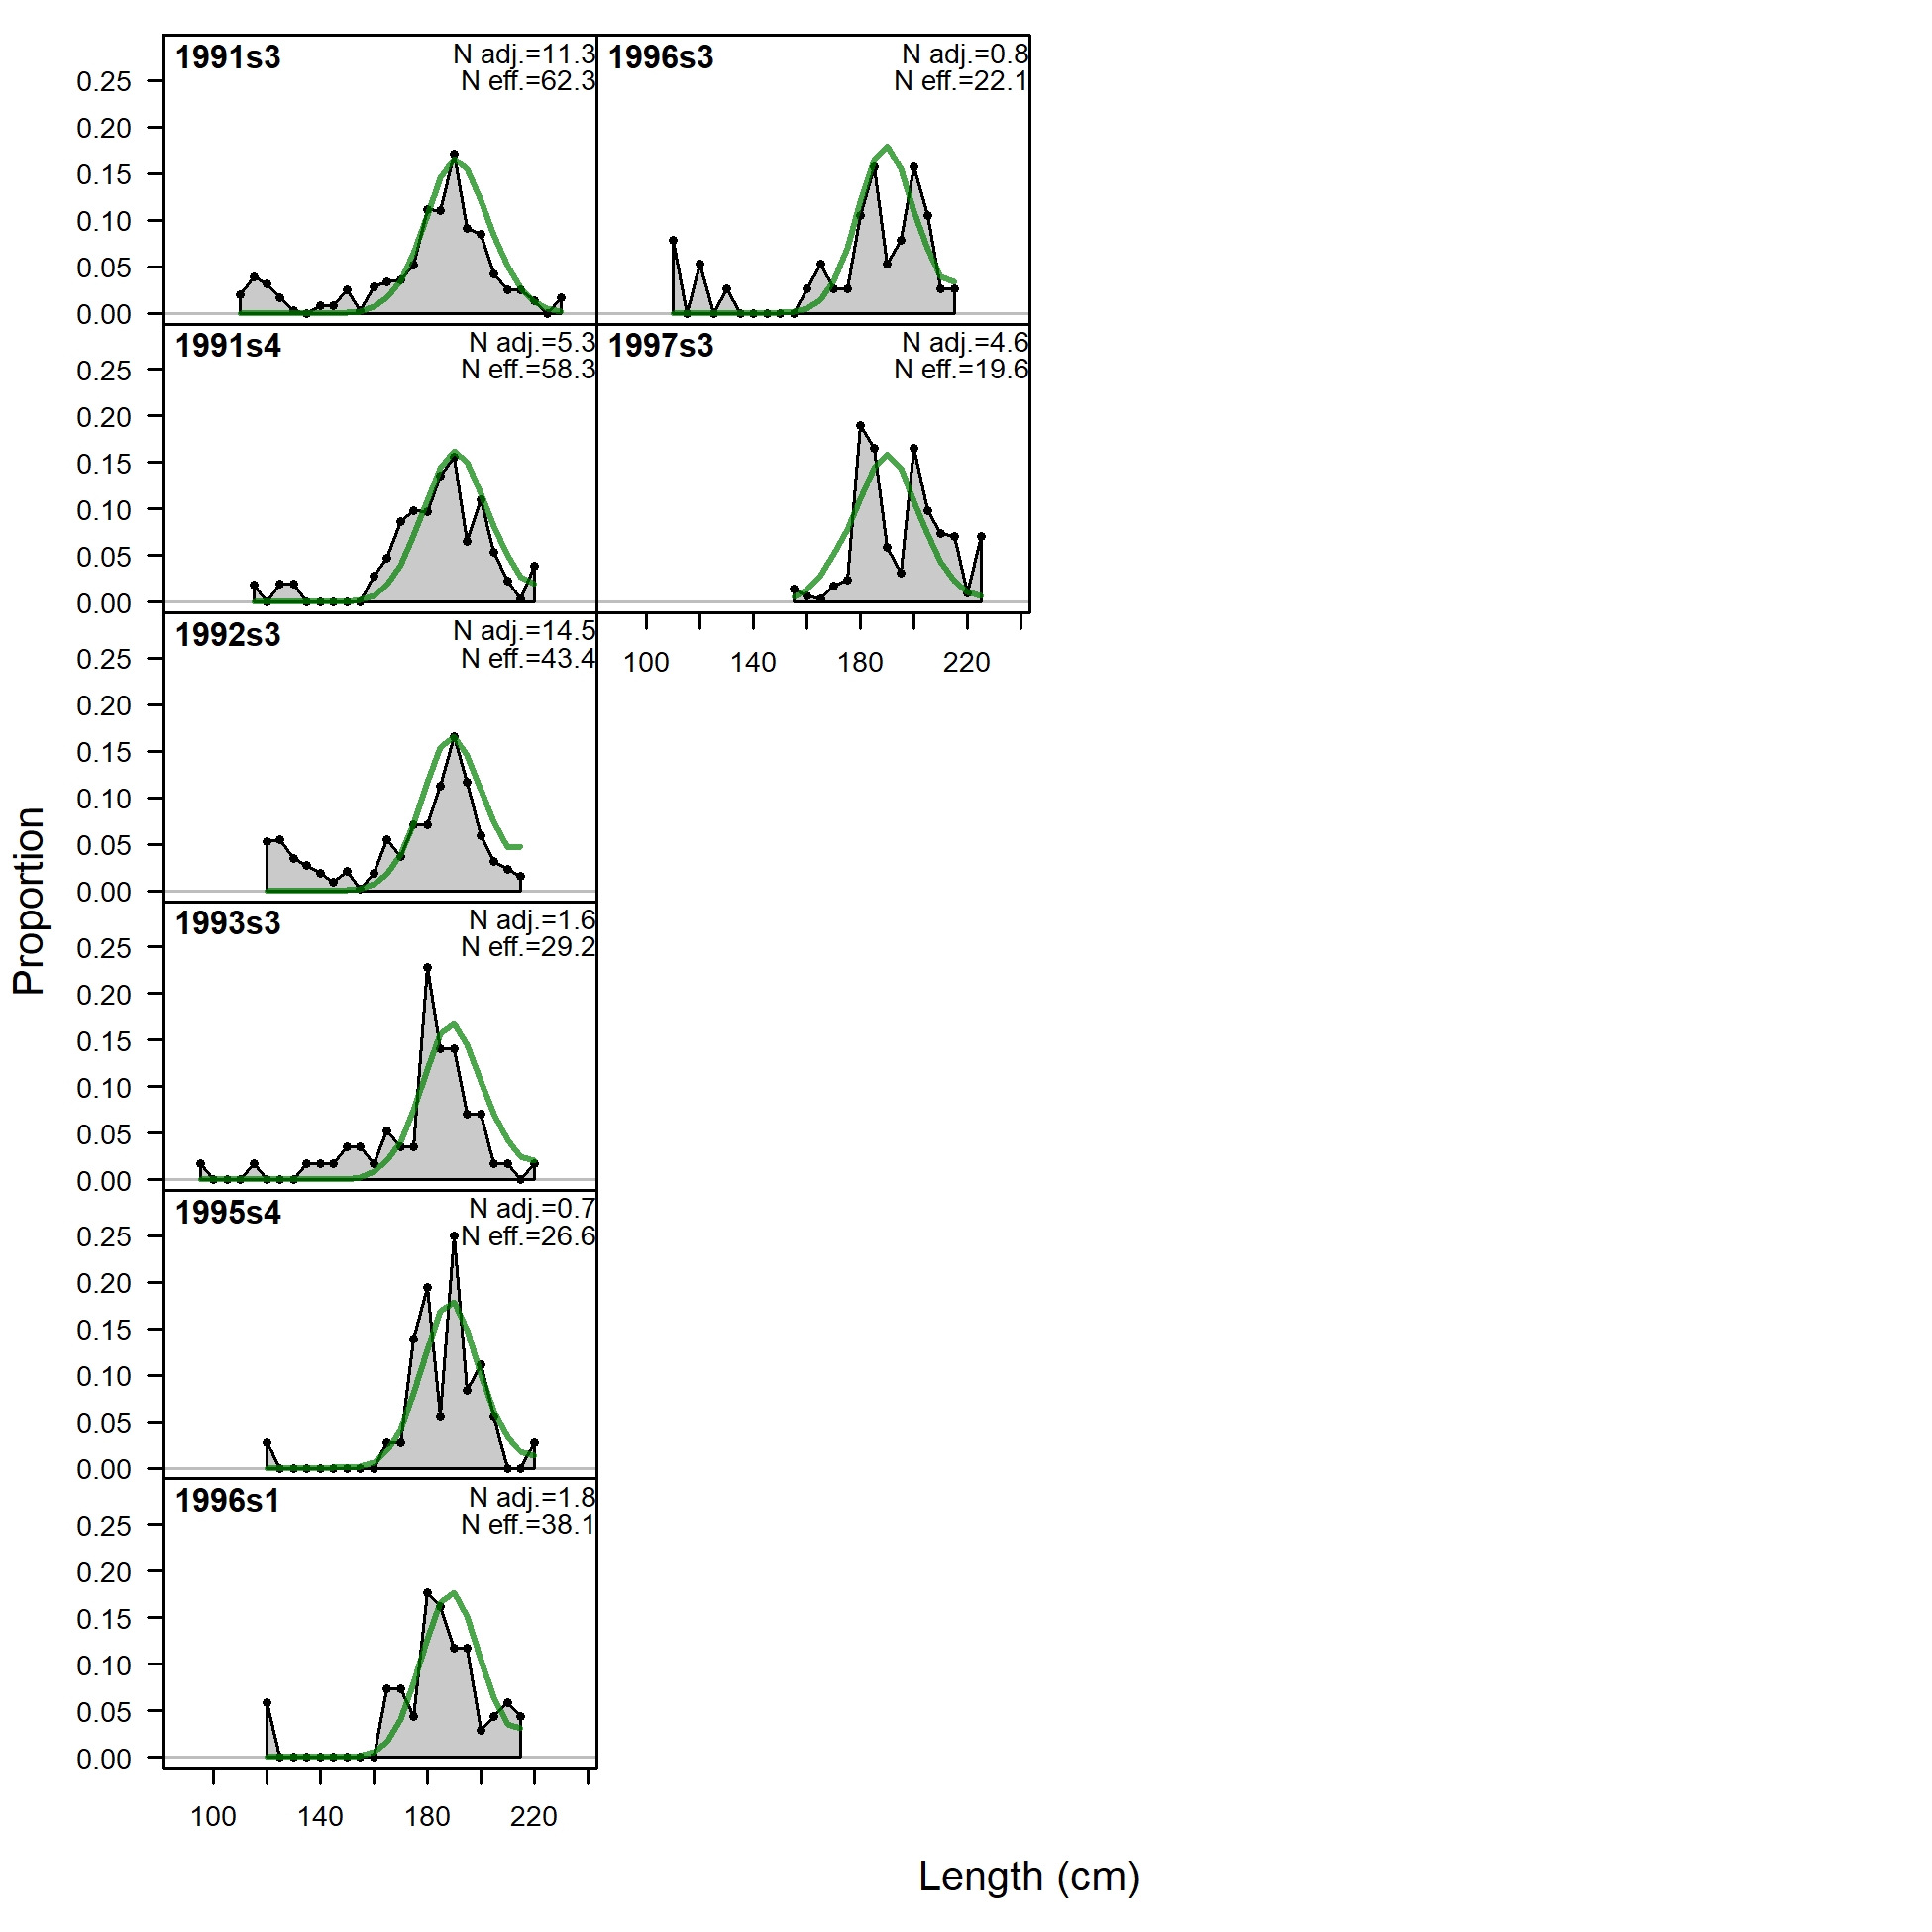 1991s3
N adj.=11.3
N eff.=62.3
0.25
0.20
0.15
0.10
0.05
0.00
1996s3
N adj.=0.8
N eff.=22.1
1991s4
N adj.=5.3
N eff.=58.3
0.25
0.20
0.15
0.10
0.05
0.00
1997s3
N adj.=4.6
N eff.=19.6
100 140 180 220
1992s3
N adj.=14.5
N eff.=43.4
0.25
0.20
0.15
0.10
0.05
0.00
1993s3
N adj.=1.6
N eff.=29.2
0.25
0.20
0.15
0.10
0.05
0.00
1995s4
N adj.=0.7
N eff.=26.6
0.25
0.20
0.15
0.10
0.05
0.00
1996s1
N adj.=1.8
N eff.=38.1
0.25
0.20
0.15
0.10
0.05
0.00
100 140 180 220
Proportion
Length (cm)